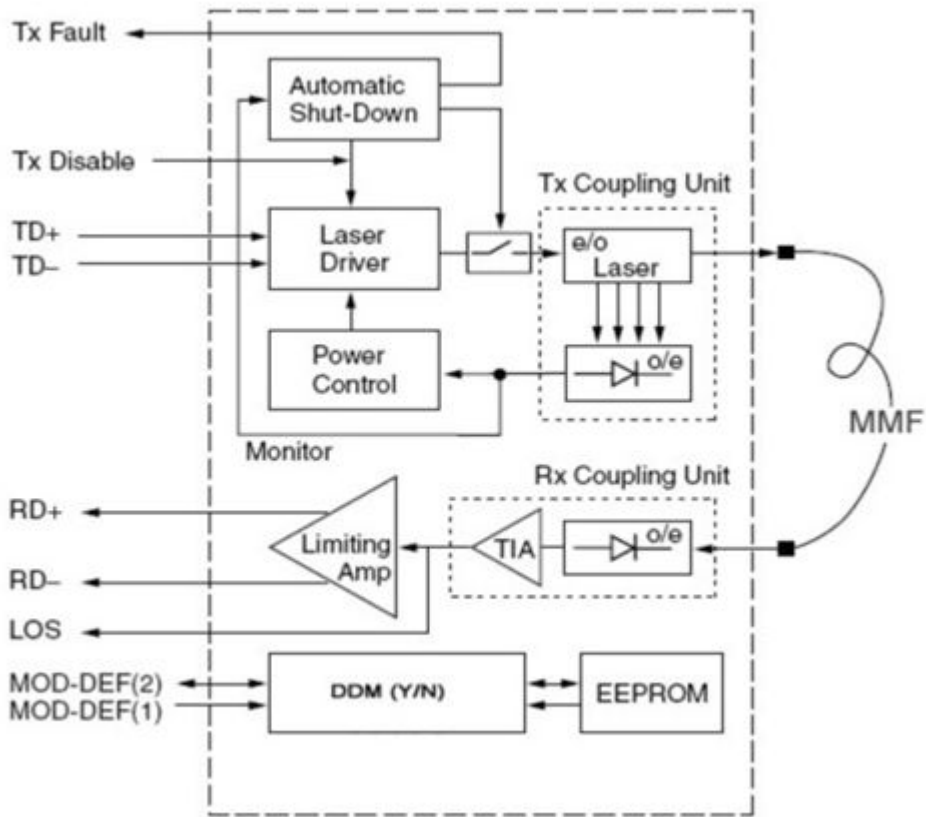 Tx Fault
Automatic
Shut-Down
Tx Disable
Tx Coupling Unit
TD+
TD–
Laser
Driver
e/o
Laser
Power
Control
o/e
MMF
Monitor
Rx Coupling Unit
RD+
RD–
Limiting
Amp
TIA
o/e
LOS
MOD-DEF(2)
MOD-DEF(1)
DDM (Y/N)
EEPROM